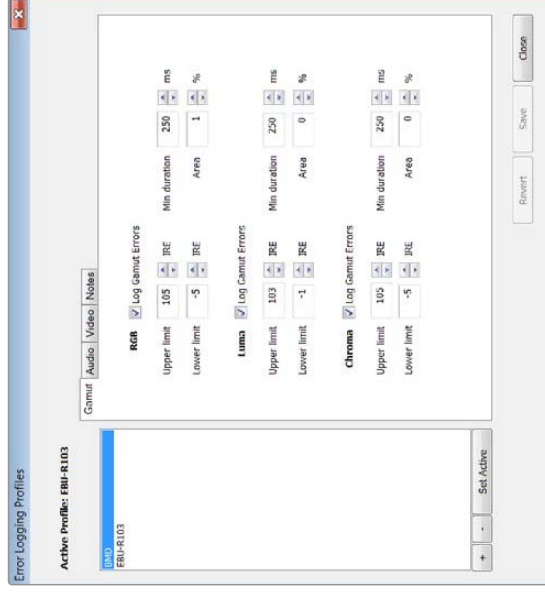 Error Logging Profiles
Active Profile: EBU-R103
BMD
EBU-R103
+ - Set Active
Gamut Audio Video Notes
RGB Log Gamut Errors
Upper limit 105 IRE Min duration 250 ms
Lower limit -5 IRE Area 1 %
Luma Log Gamut Errors
Upper limit 103 IRE Min duration 250 ms
Lower limit -1 IRE Area 0 %
Chroma Log Gamut Errors
Upper limit 105 IRE Min duration 250 ms
Lower limit -5 IRE Area 0 %
Revert Save Close